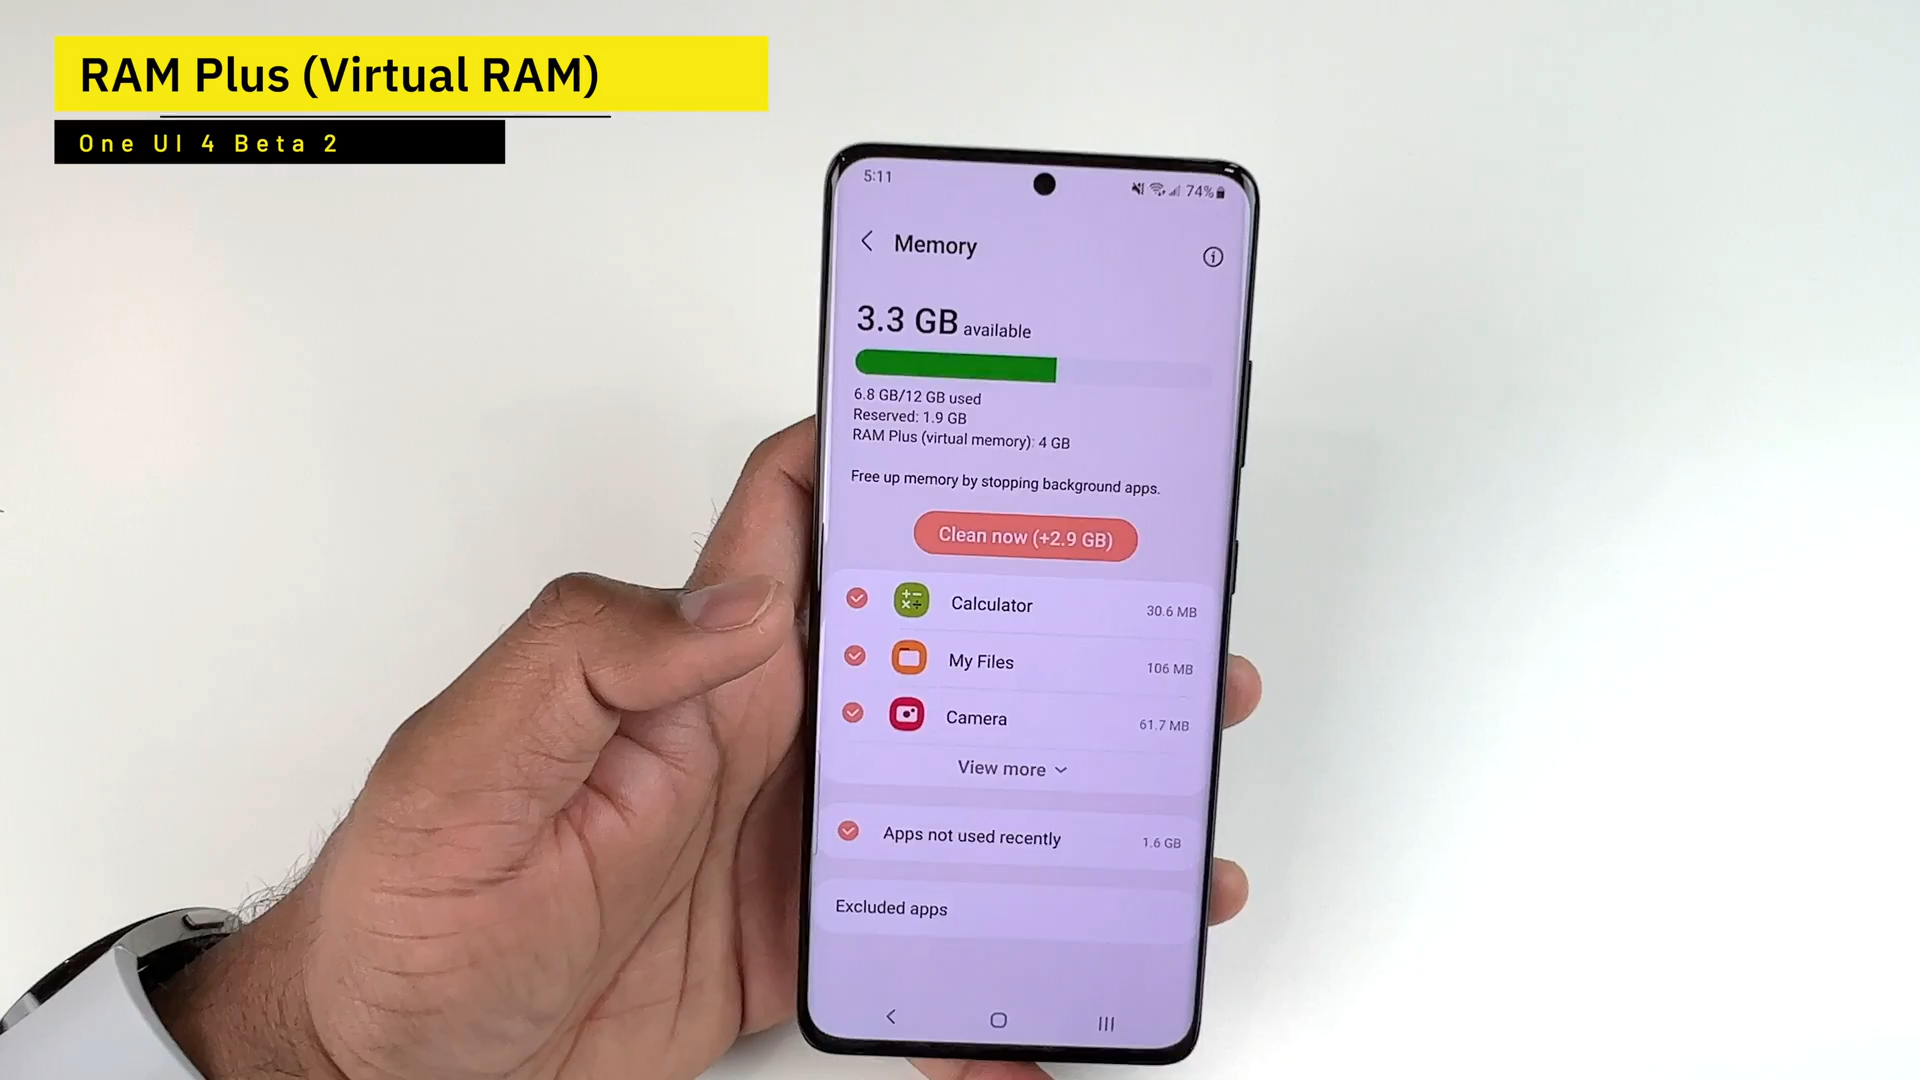 RAM Plus (Virtual RAM)
One UI 4 Beta 2
5:11
74%
Memory
3.3 GB available
6.8 GB/12 GB used
Reserved: 1.9 GB
RAM Plus (virtual memory): 4 GB
Free up memory by stopping background apps.
Clean now (+2.9 GB)
Calculator 30.6 MB
My Files 106 MB
Camera 61.7 MB
View more
Apps not used recently 1.6 GB
Excluded apps